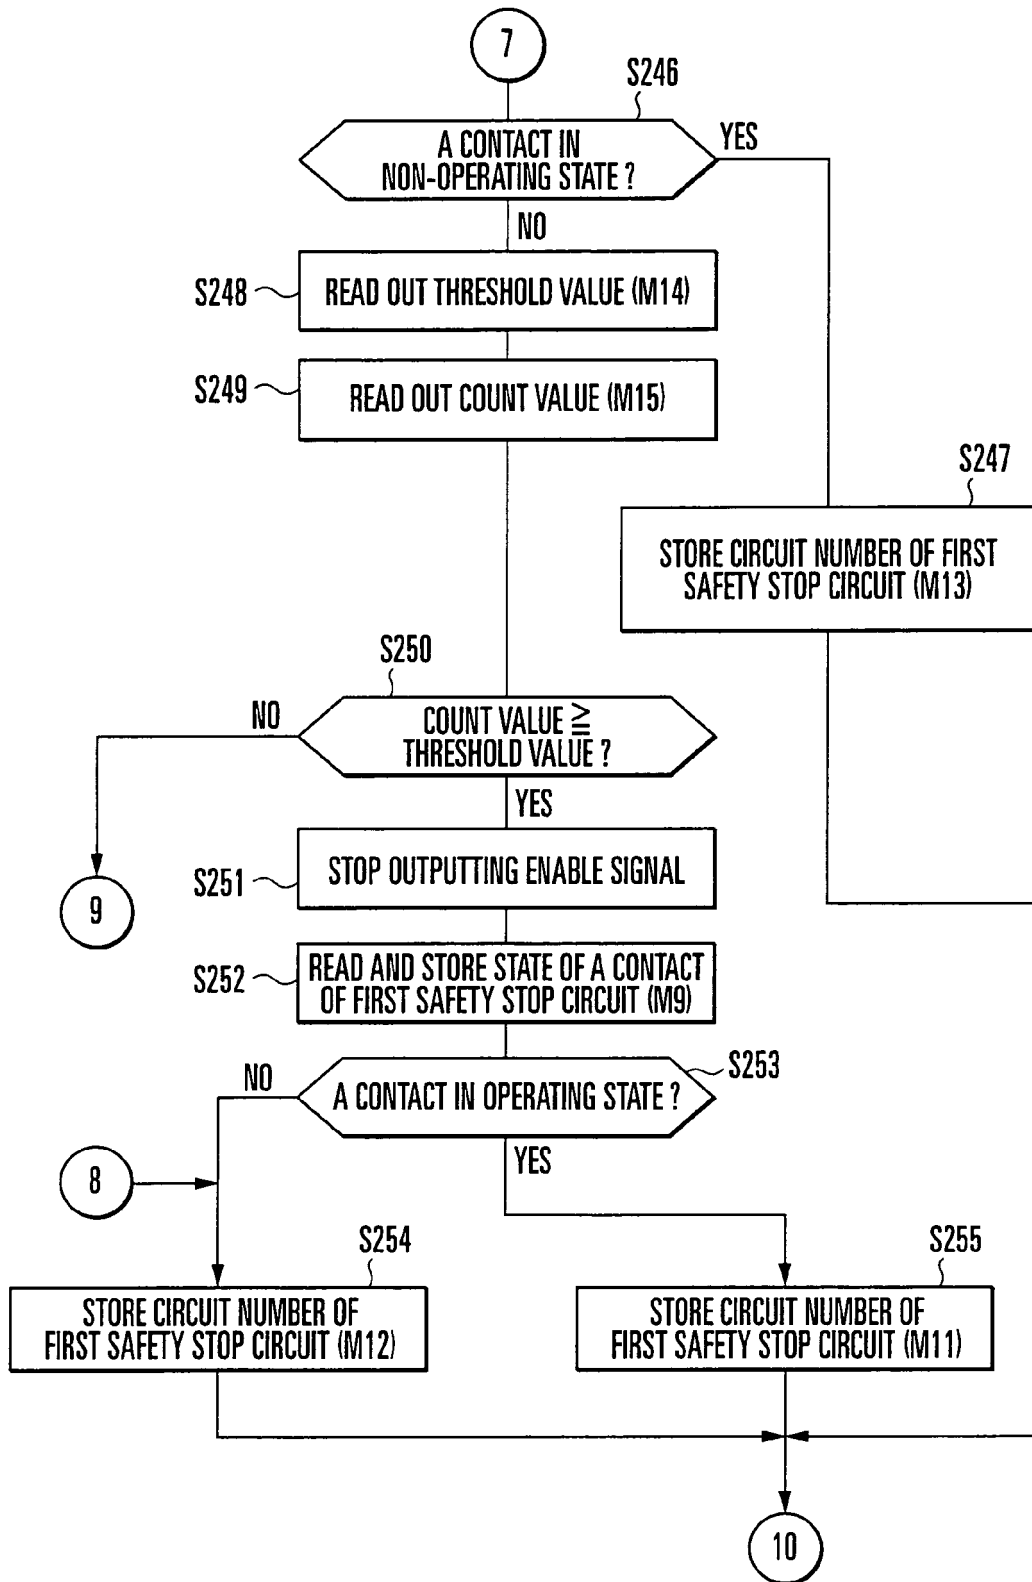 7
S246
A CONTACT IN
NON-OPERATING STATE ?
YES
NO
S248
READ OUT THRESHOLD VALUE (M14)
S249
READ OUT COUNT VALUE (M15)
S247
STORE CIRCUIT NUMBER OF FIRST
SAFETY STOP CIRCUIT (M13)
S250
COUNT VALUE ≧
THRESHOLD VALUE ?
NO
YES
9
S251
STOP OUTPUTTING ENABLE SIGNAL
S252
READ AND STORE STATE OF A CONTACT
OF FIRST SAFETY STOP CIRCUIT (M9)
S253
A CONTACT IN OPERATING STATE ?
NO
YES
8
S254
STORE CIRCUIT NUMBER OF
FIRST SAFETY STOP CIRCUIT (M12)
S255
STORE CIRCUIT NUMBER OF
FIRST SAFETY STOP CIRCUIT (M11)
10